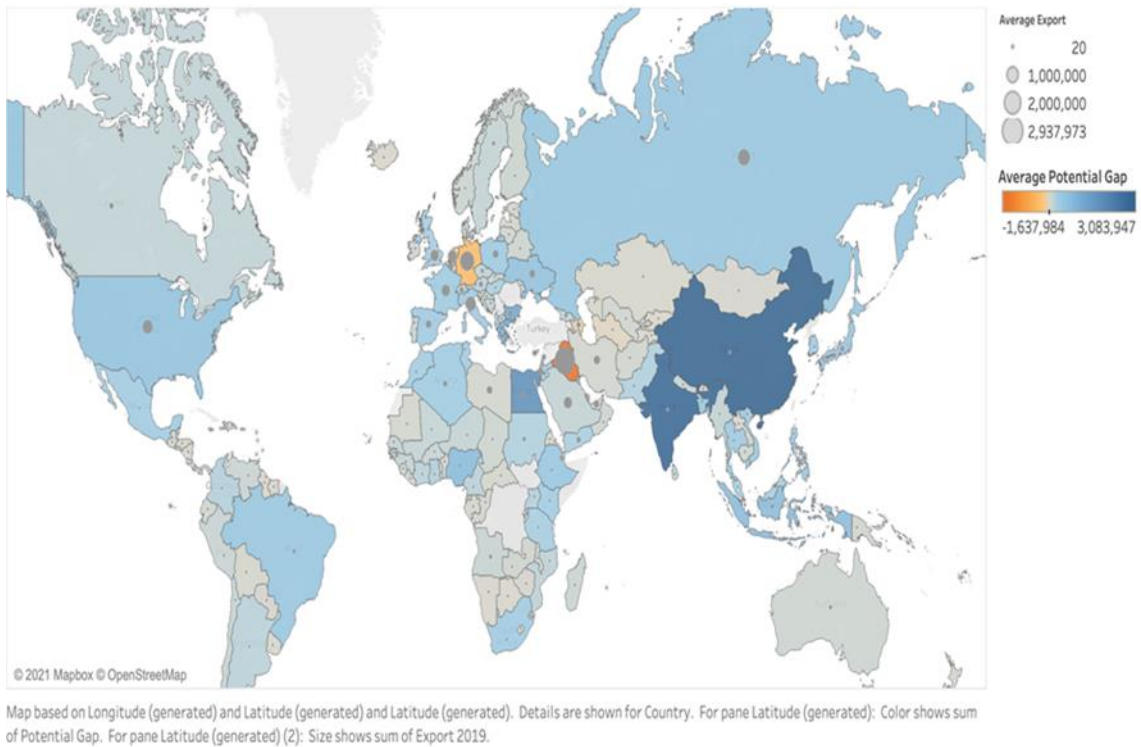 Average Export
20
1,000,000
2,000,000
2,937,973
Average Potential Gap
-1,637,984 3,083,947
Turkey
© 2021 Mapbox © OpenStreetMap
Map based on Longitude (generated) and Latitude (generated) and Latitude (generated). Details are shown for Country. For pane Latitude (generated): Color shows sum
of Potential Gap. For pane Latitude (generated) (2): Size shows sum of Export 2019.